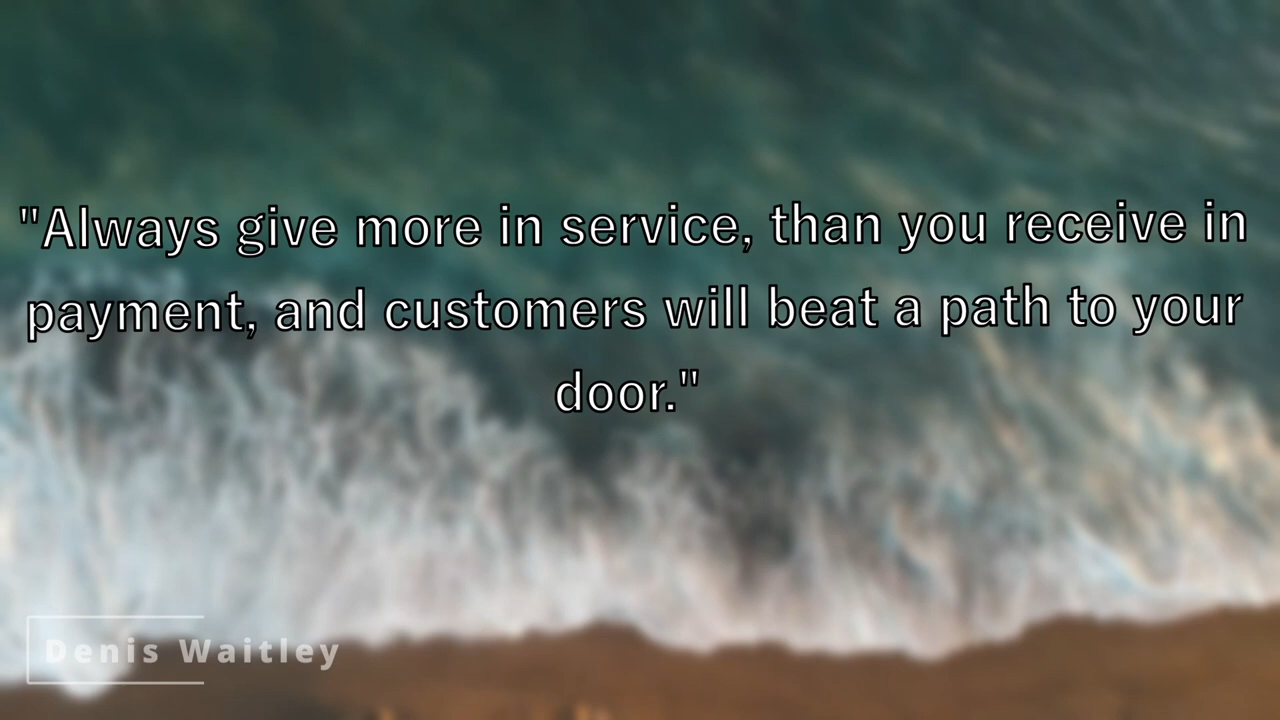 "Always give more in service, than you receive in
payment, and customers will beat a path to your
door."
Denis Waitley